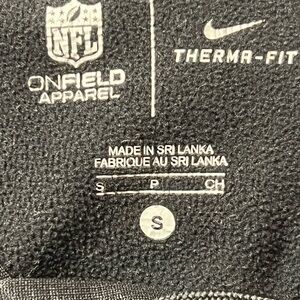 NFL
ONFIELD
APPAREL
THERMA-FIT
MADE IN SRI LANKA
FABRIQUE AU SRI LANKA
S P CH
S